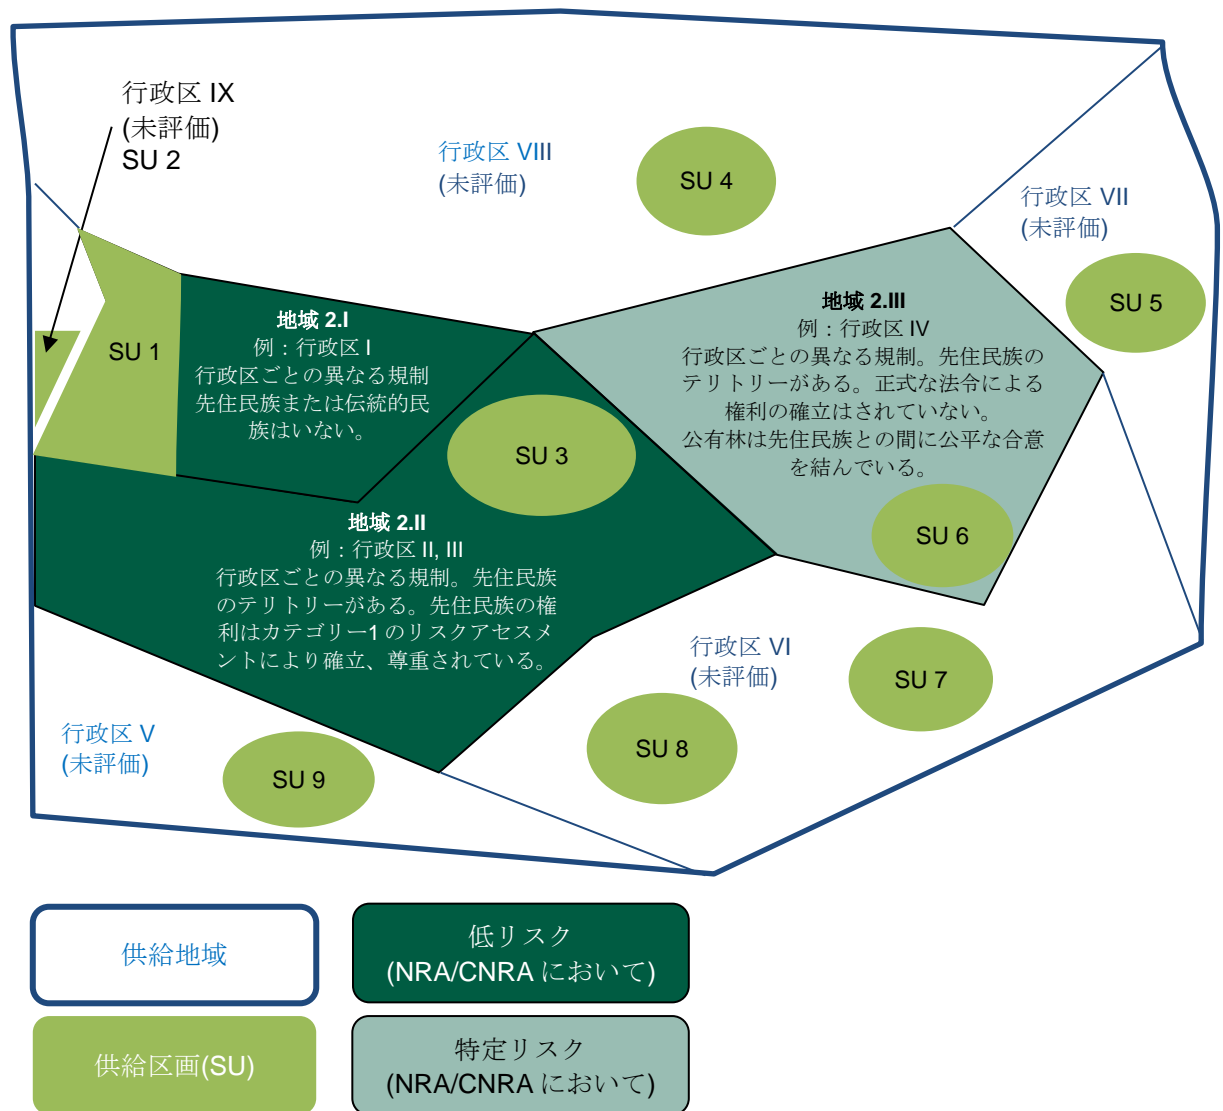 行政区 IX
(未評価)
SU 2
行政区 VIII
(未評価)
SU 4
行政区 VII
(未評価)
SU 5
SU 1
地域 2.I
例：行政区 I
行政区ごとの異なる規制
先住民族または伝統的民
族はいない。
地域 2.III
例：行政区 IV
行政区ごとの異なる規制。先住民族の
テリトリーがある。正式な法令による
権利の確立はされていない。
公有林は先住民族との間に公平な合意
を結んでいる。
SU 3
SU 6
地域 2.II
例：行政区 II, III
行政区ごとの異なる規制。先住民族
のテリトリーがある。先住民族の権
利はカテゴリー1 のリスクアセスメ
ントにより確立、尊重されている。
行政区 VI
(未評価)
SU 7
SU 8
行政区 V
(未評価)
SU 9
供給地域
低リスク
(NRA/CNRA において)
供給区画(SU)
特定リスク
(NRA/CNRA において)